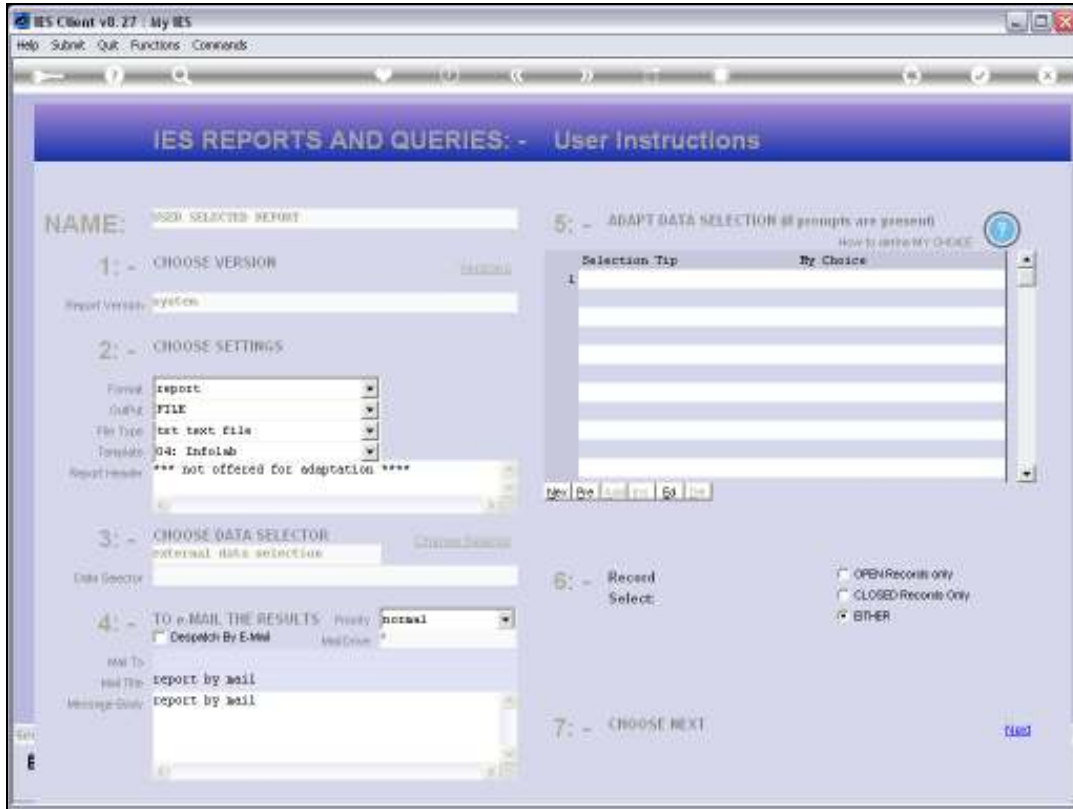 IES Client v8.27 : My IES
Help Submit Quit Functions Commands
IES REPORTS AND QUERIES: - User Instructions
NAME: USER SELECTED REPORT
1: - CHOOSE VERSION
Report Version system
2: - CHOOSE SETTINGS
Format report
OutPut FILE
File Type txt text file
Template 04: Infolab
Report Header *** not offered for adaptation ****
3: - CHOOSE DATA SELECTOR
external data selection
Data Selector
4: - TO e-MAIL THE RESULTS Priority normal
Despatch By E-Mail Mail Drive *
Mail To
Mail Title report by mail
Message Body report by mail
5: - ADAPT DATA SELECTION (if prompts are present)
How to define MY CHOICE
?
Selection Tip My Choice
1
New Pre Ed
6: - Record Select:
OPEN Records only
CLOSED Records Only
EITHER
7: - CHOOSE NEXT
Next